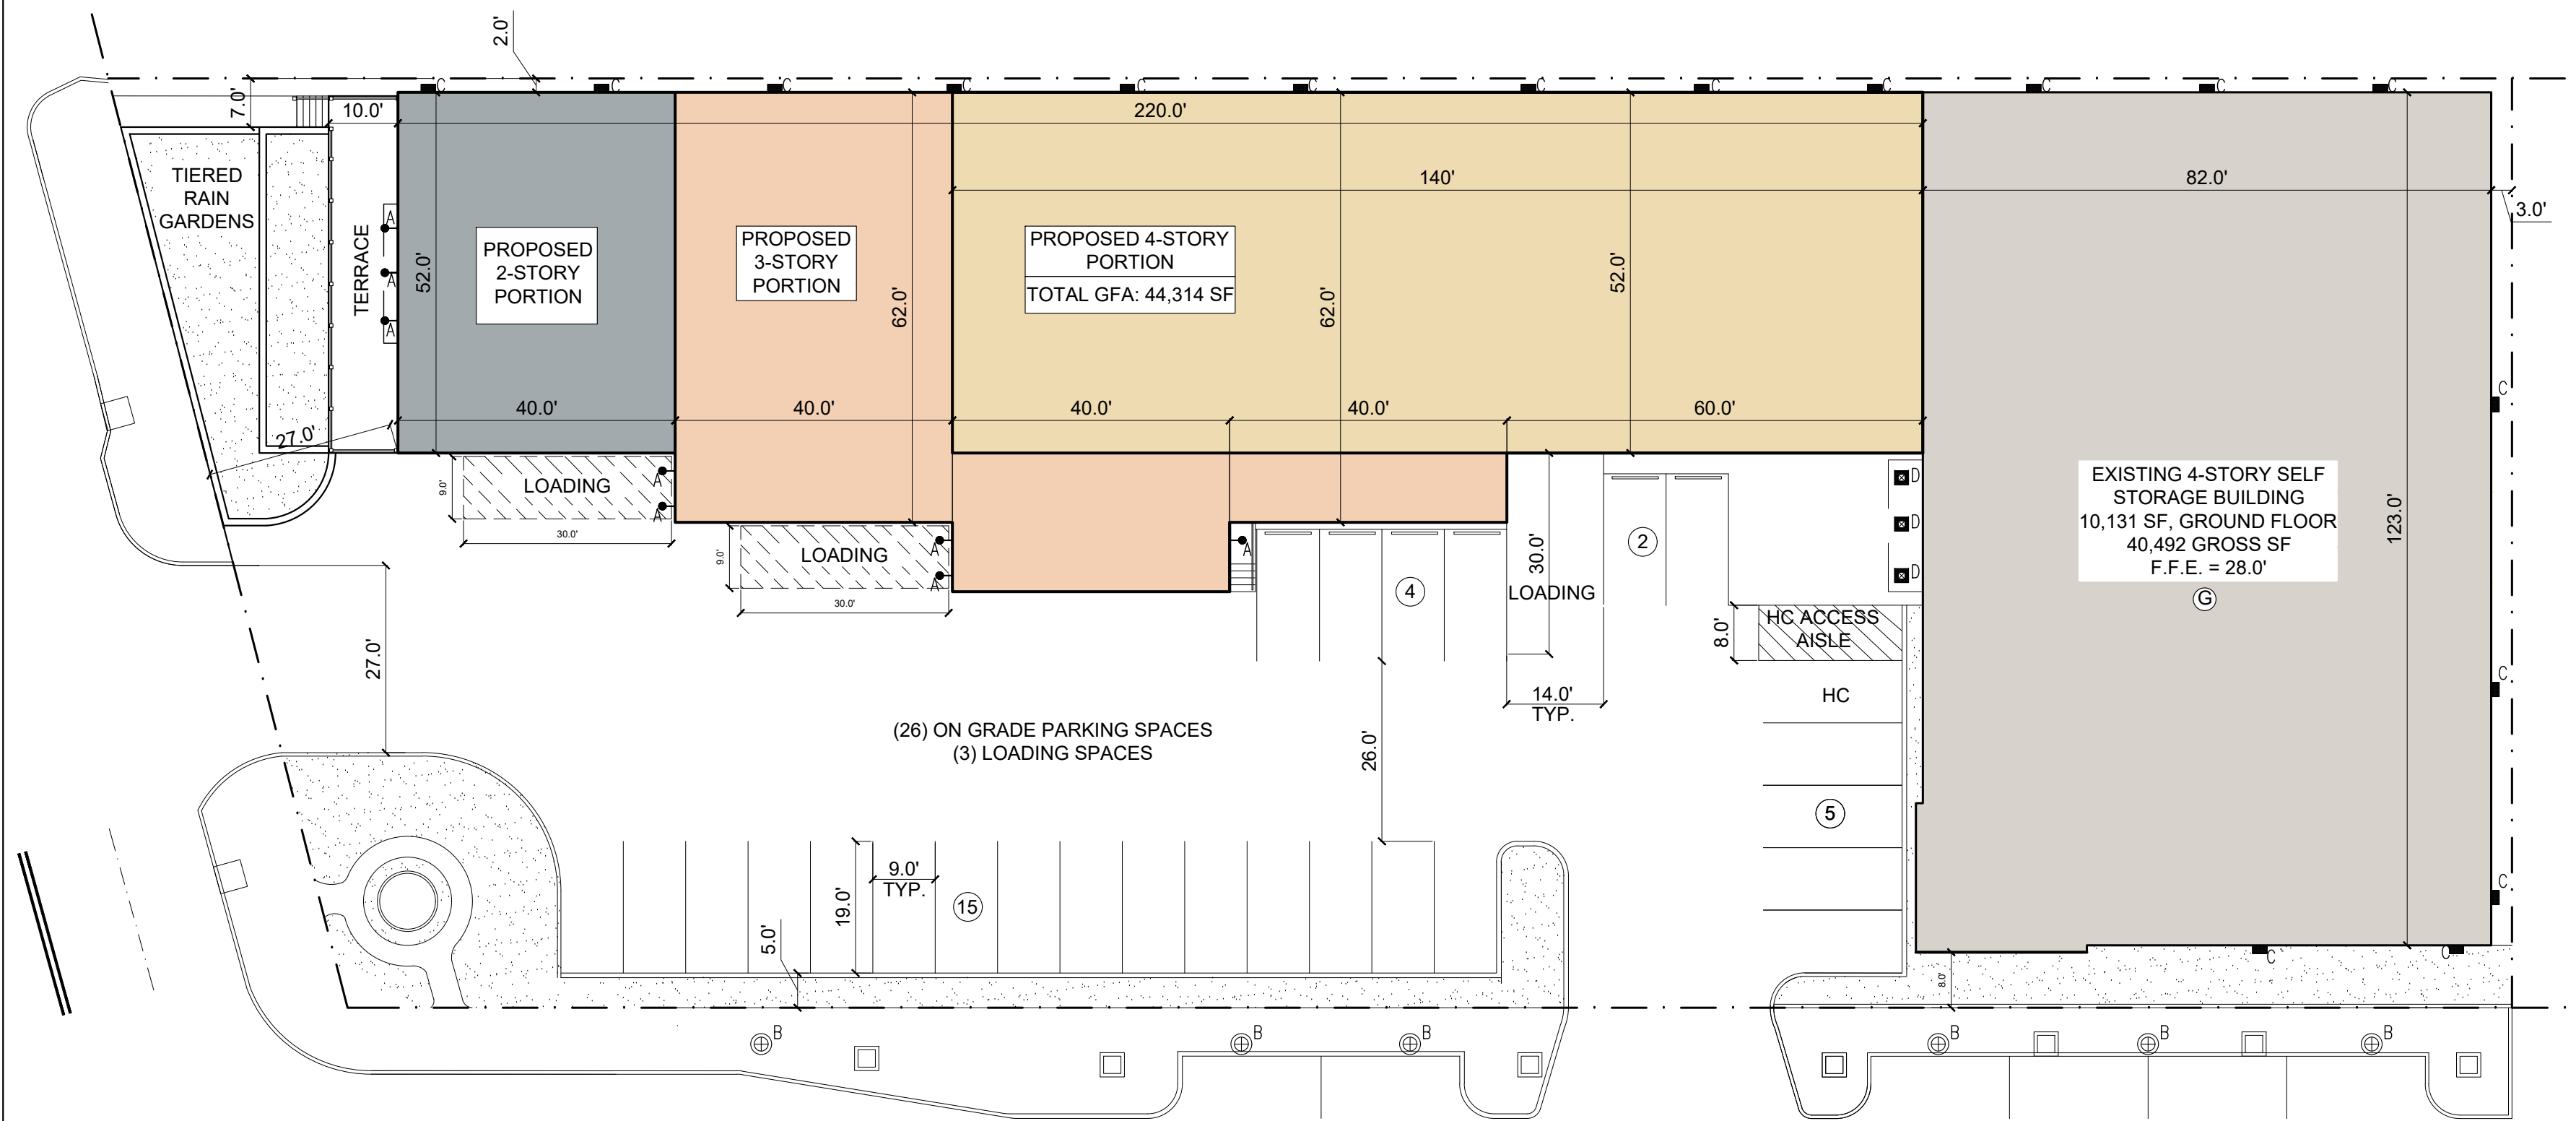 2.0'
C C C C C C C C C C C C
7.0'
10.0'
220.0'
140'
82.0'
3.0'
TIERED
RAIN
GARDENS
TERRACE
A
A
A
52.0'
PROPOSED
2-STORY
PORTION
PROPOSED
3-STORY
PORTION
62.0'
PROPOSED 4-STORY
PORTION
TOTAL GFA: 44,314 SF
62.0'
52.0'
40.0'
40.0'
40.0'
40.0'
60.0'
27.0'
C
9.0'
LOADING
A
A
30.0'
9.0'
LOADING
A
A
30.0'
A
4
30.0'
LOADING
2
D
D
D
EXISTING 4-STORY SELF
STORAGE BUILDING
10,131 SF, GROUND FLOOR
40,492 GROSS SF
F.F.E. = 28.0'
G
123.0'
27.0'
8.0'
HC ACCESS
AISLE
HC
C
14.0'
TYP.
(26) ON GRADE PARKING SPACES
(3) LOADING SPACES
26.0'
5
9.0'
TYP.
19.0'
15
5.0'
C
C
C
8.0'
B B B B B B